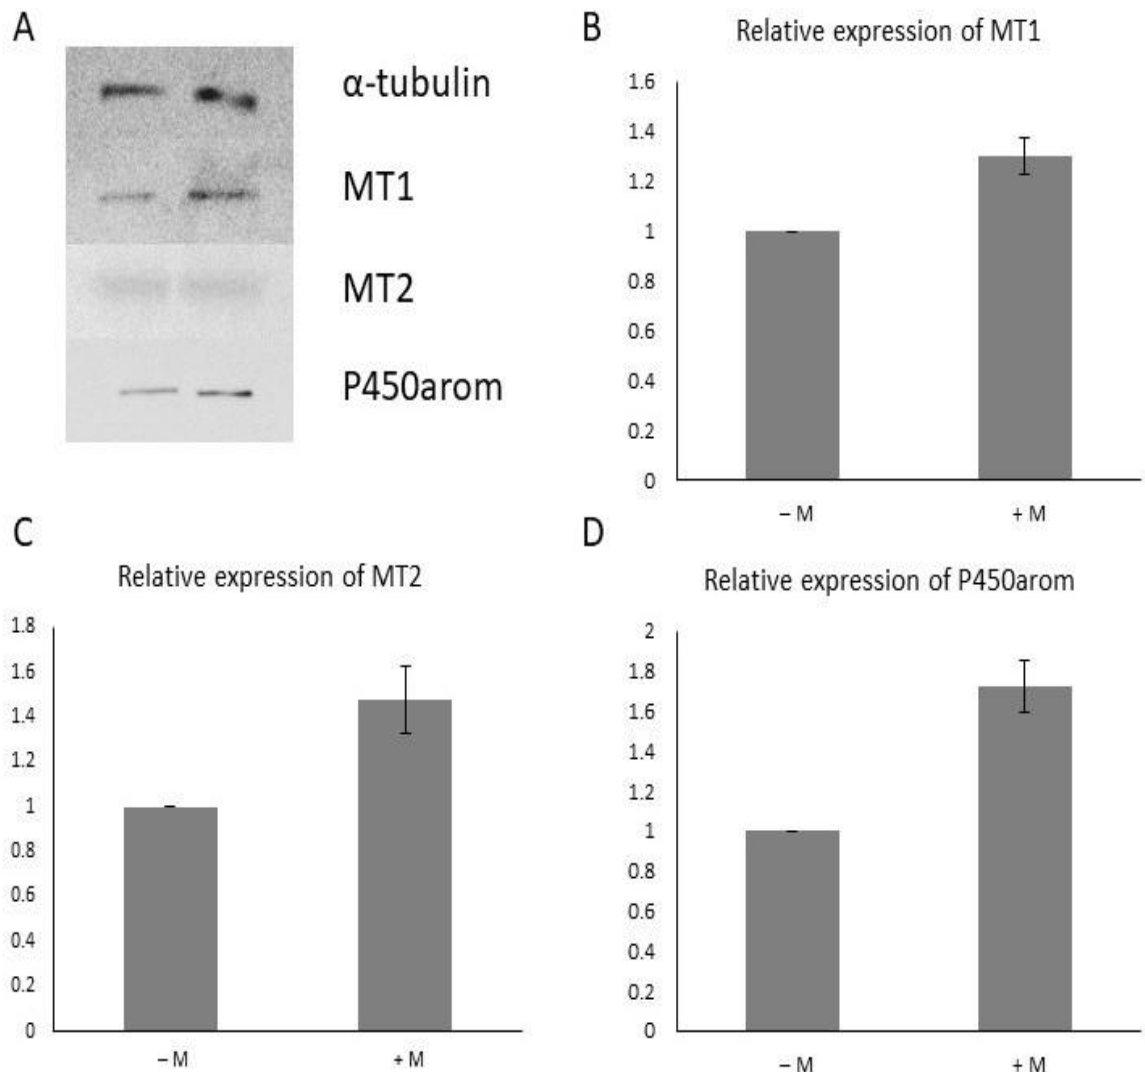 A
α-tubulin
MT1
MT2
P450arom
B
Relative expression of MT1
1.6
1.4
1.2
1
0.8
0.6
0.4
0.2
0
– M
+ M
C
Relative expression of MT2
1.8
1.6
1.4
1.2
1
0.8
0.6
0.4
0.2
0
– M
+ M
D
Relative expression of P450arom
2
1.8
1.6
1.4
1.2
1
0.8
0.6
0.4
0.2
0
– M
+ M